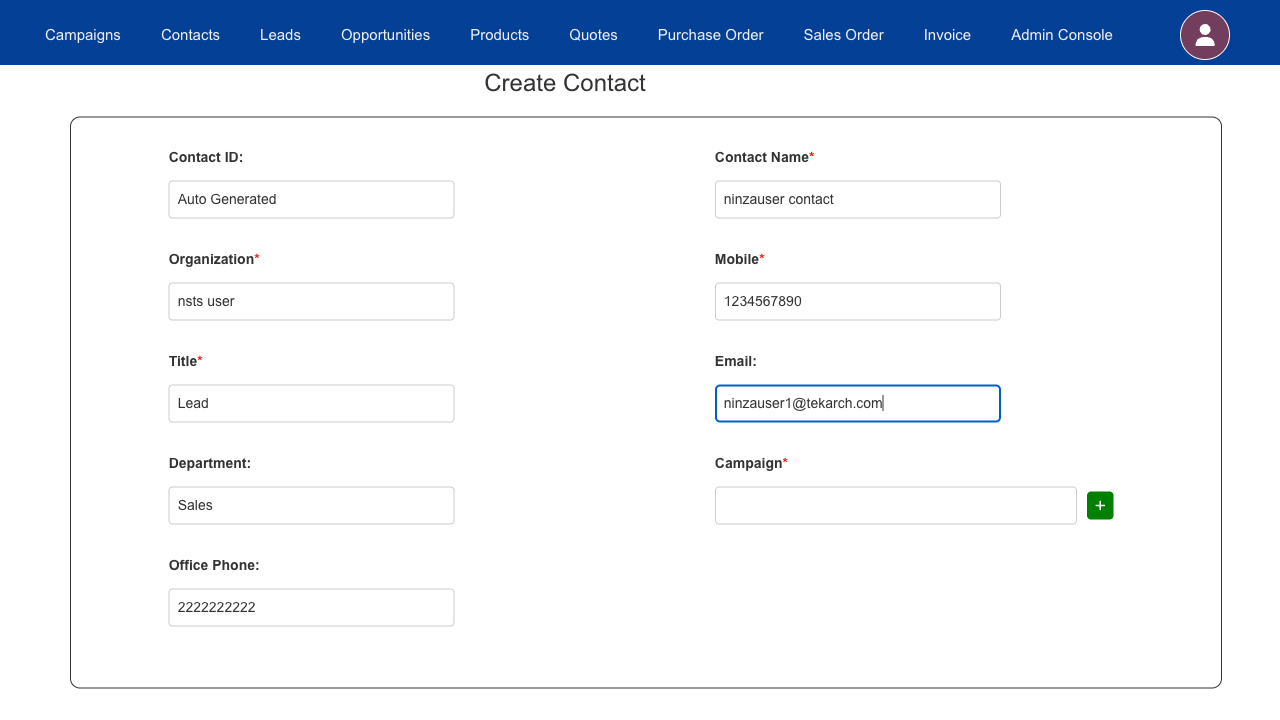 Campaigns Contacts Leads Opportunities Products Quotes Purchase Order Sales Order Invoice Admin Console
Create Contact
Contact ID:
Auto Generated
Contact Name*
ninzauser contact
Organization*
nsts user
Mobile*
1234567890
Title*
Lead
Email:
ninzauser1@tekarch.com
Department:
Sales
Campaign*
+
Office Phone:
2222222222